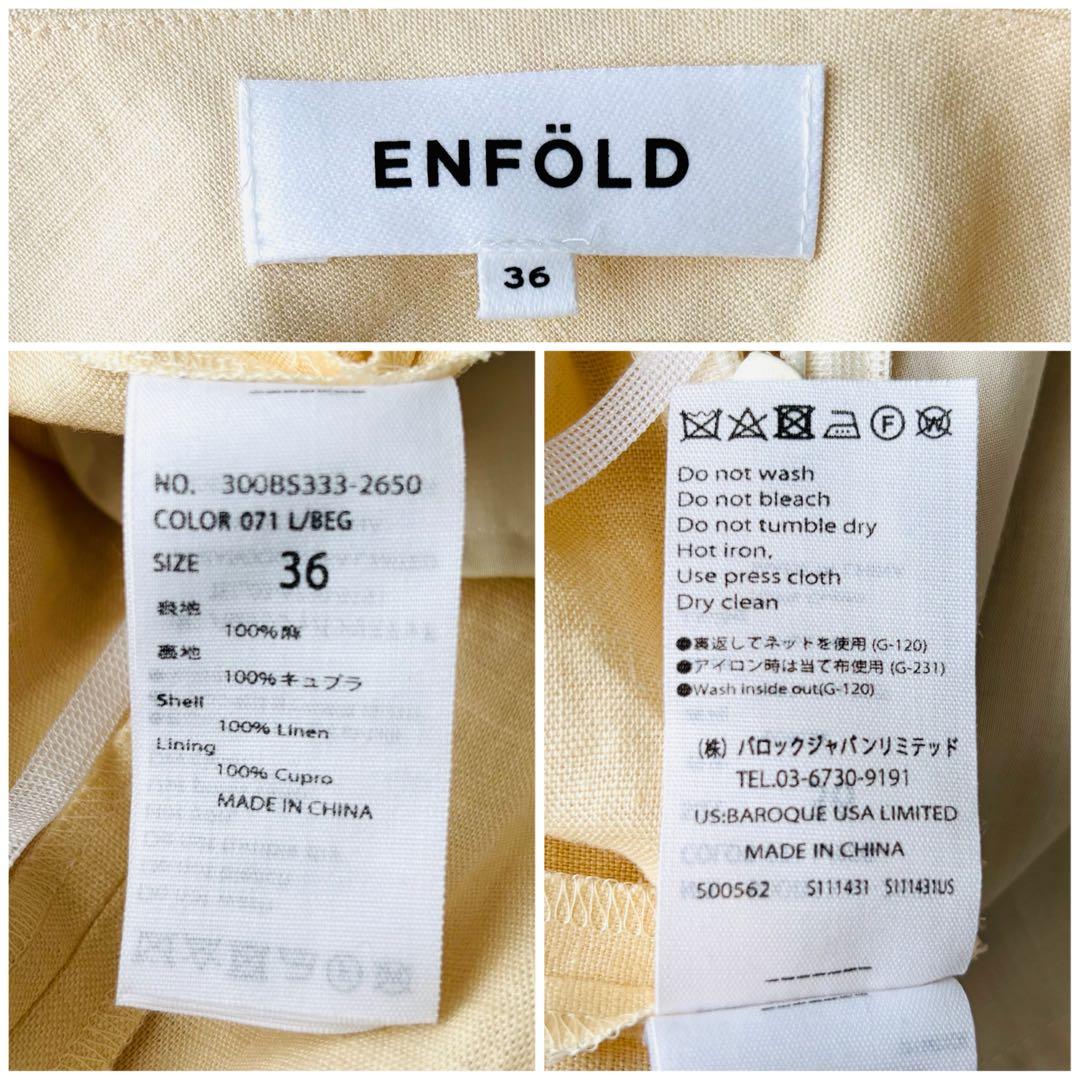 ENFÖLD
36
NO. 300BS333-2650
COLOR 071 L/BEG
SIZE 36
表地
100%麻
裏地
100%キュプラ
Shell
100% Linen
Lining
100% Cupro
MADE IN CHINA
F W
Do not wash
Do not bleach
Do not tumble dry
Hot iron,
Use press cloth
Dry clean
●裏返してネットを使用(G-120)
●アイロン時は当て布使用(G-231)
●Wash inside out(G-120)
(株)バロックジャパンリミテッド
TEL.03-6730-9191
US:BAROQUE USA LIMITED
MADE IN CHINA
500562 S111431 S111431US